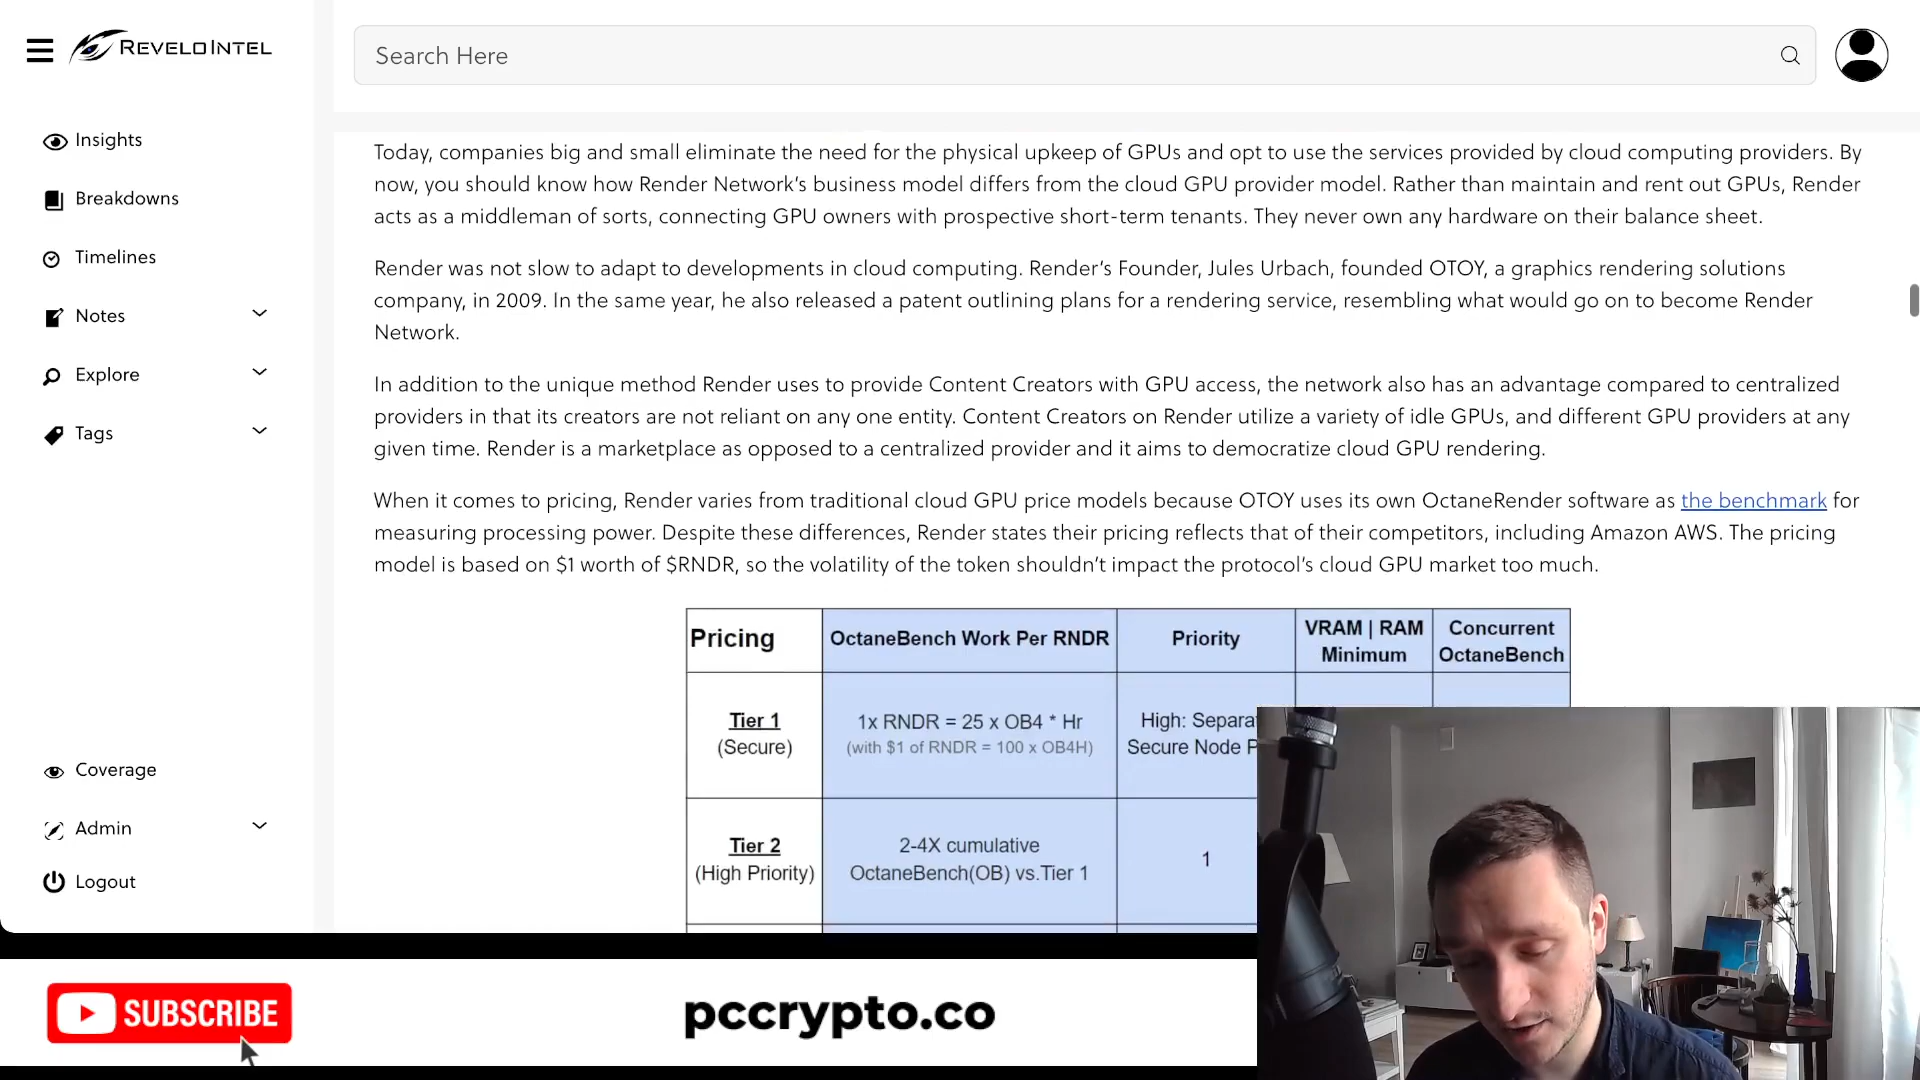 REVELOINTEL
Search Here
Insights
Breakdowns
Timelines
Notes
Explore
Tags
Coverage
Admin
Logout
Today, companies big and small eliminate the need for the physical upkeep of GPUs and opt to use the services provided by cloud computing providers. By
now, you should know how Render Network's business model differs from the cloud GPU provider model. Rather than maintain and rent out GPUs, Render
acts as a middleman of sorts, connecting GPU owners with prospective short-term tenants. They never own any hardware on their balance sheet.
Render was not slow to adapt to developments in cloud computing. Render's Founder, Jules Urbach, founded OTOY, a graphics rendering solutions
company, in 2009. In the same year, he also released a patent outlining plans for a rendering service, resembling what would go on to become Render
Network.
In addition to the unique method Render uses to provide Content Creators with GPU access, the network also has an advantage compared to centralized
providers in that its creators are not reliant on any one entity. Content Creators on Render utilize a variety of idle GPUs, and different GPU providers at any
given time. Render is a marketplace as opposed to a centralized provider and it aims to democratize cloud GPU rendering.
When it comes to pricing, Render varies from traditional cloud GPU price models because OTOY uses its own OctaneRender software as the benchmark for
measuring processing power. Despite these differences, Render states their pricing reflects that of their competitors, including Amazon AWS. The pricing
model is based on $1 worth of $RNDR, so the volatility of the token shouldn't impact the protocol's cloud GPU market too much.
Pricing
OctaneBench Work Per RNDR
Priority
VRAM | RAM
Minimum
Concurrent
OctaneBench
Tier 1
(Secure)
1x RNDR = 25 x OB4 * Hr
(with $1 of RNDR = 100 x OB4H)
High:
Secure Node
Tier 2
(High Priority)
2-4X cumulative
OctaneBench(OB) vs.Tier 1
1
SUBSCRIBE
pccrypto.co